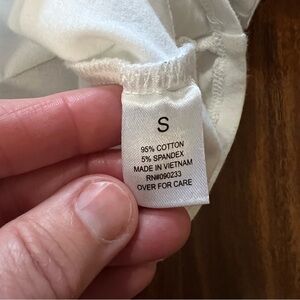 S
95% COTTON
5% SPANDEX
MADE IN VIETNAM
RN#090233
OVER FOR CARE